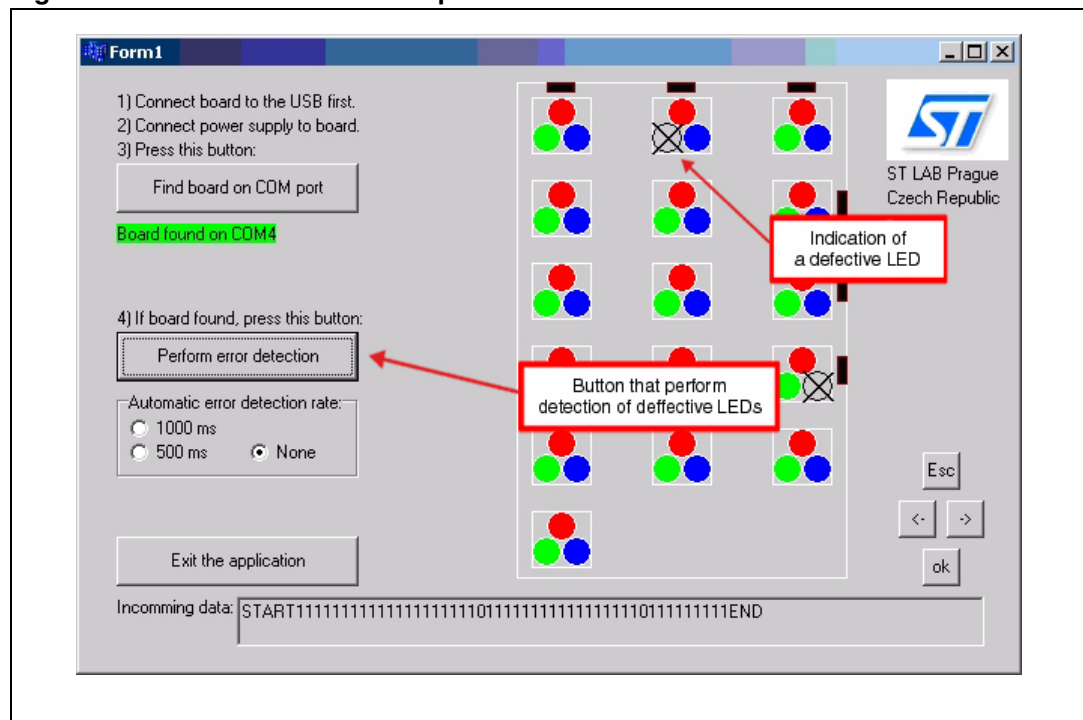 Form1
1) Connect board to the USB first.
2) Connect power supply to board.
3) Press this button:
Find board on COM port
Board found on COM4
4) If board found, press this button:
Perform error detection
Automatic error detection rate:
1000 ms
500 ms
None
Exit the application
Incomming data:
START111111111111111111110111111111111111110111111111END
Indication of
a defective LED
Button that perform
detection of deffective LEDs
ST
ST LAB Prague
Czech Republic
Esc
<-
->
ok